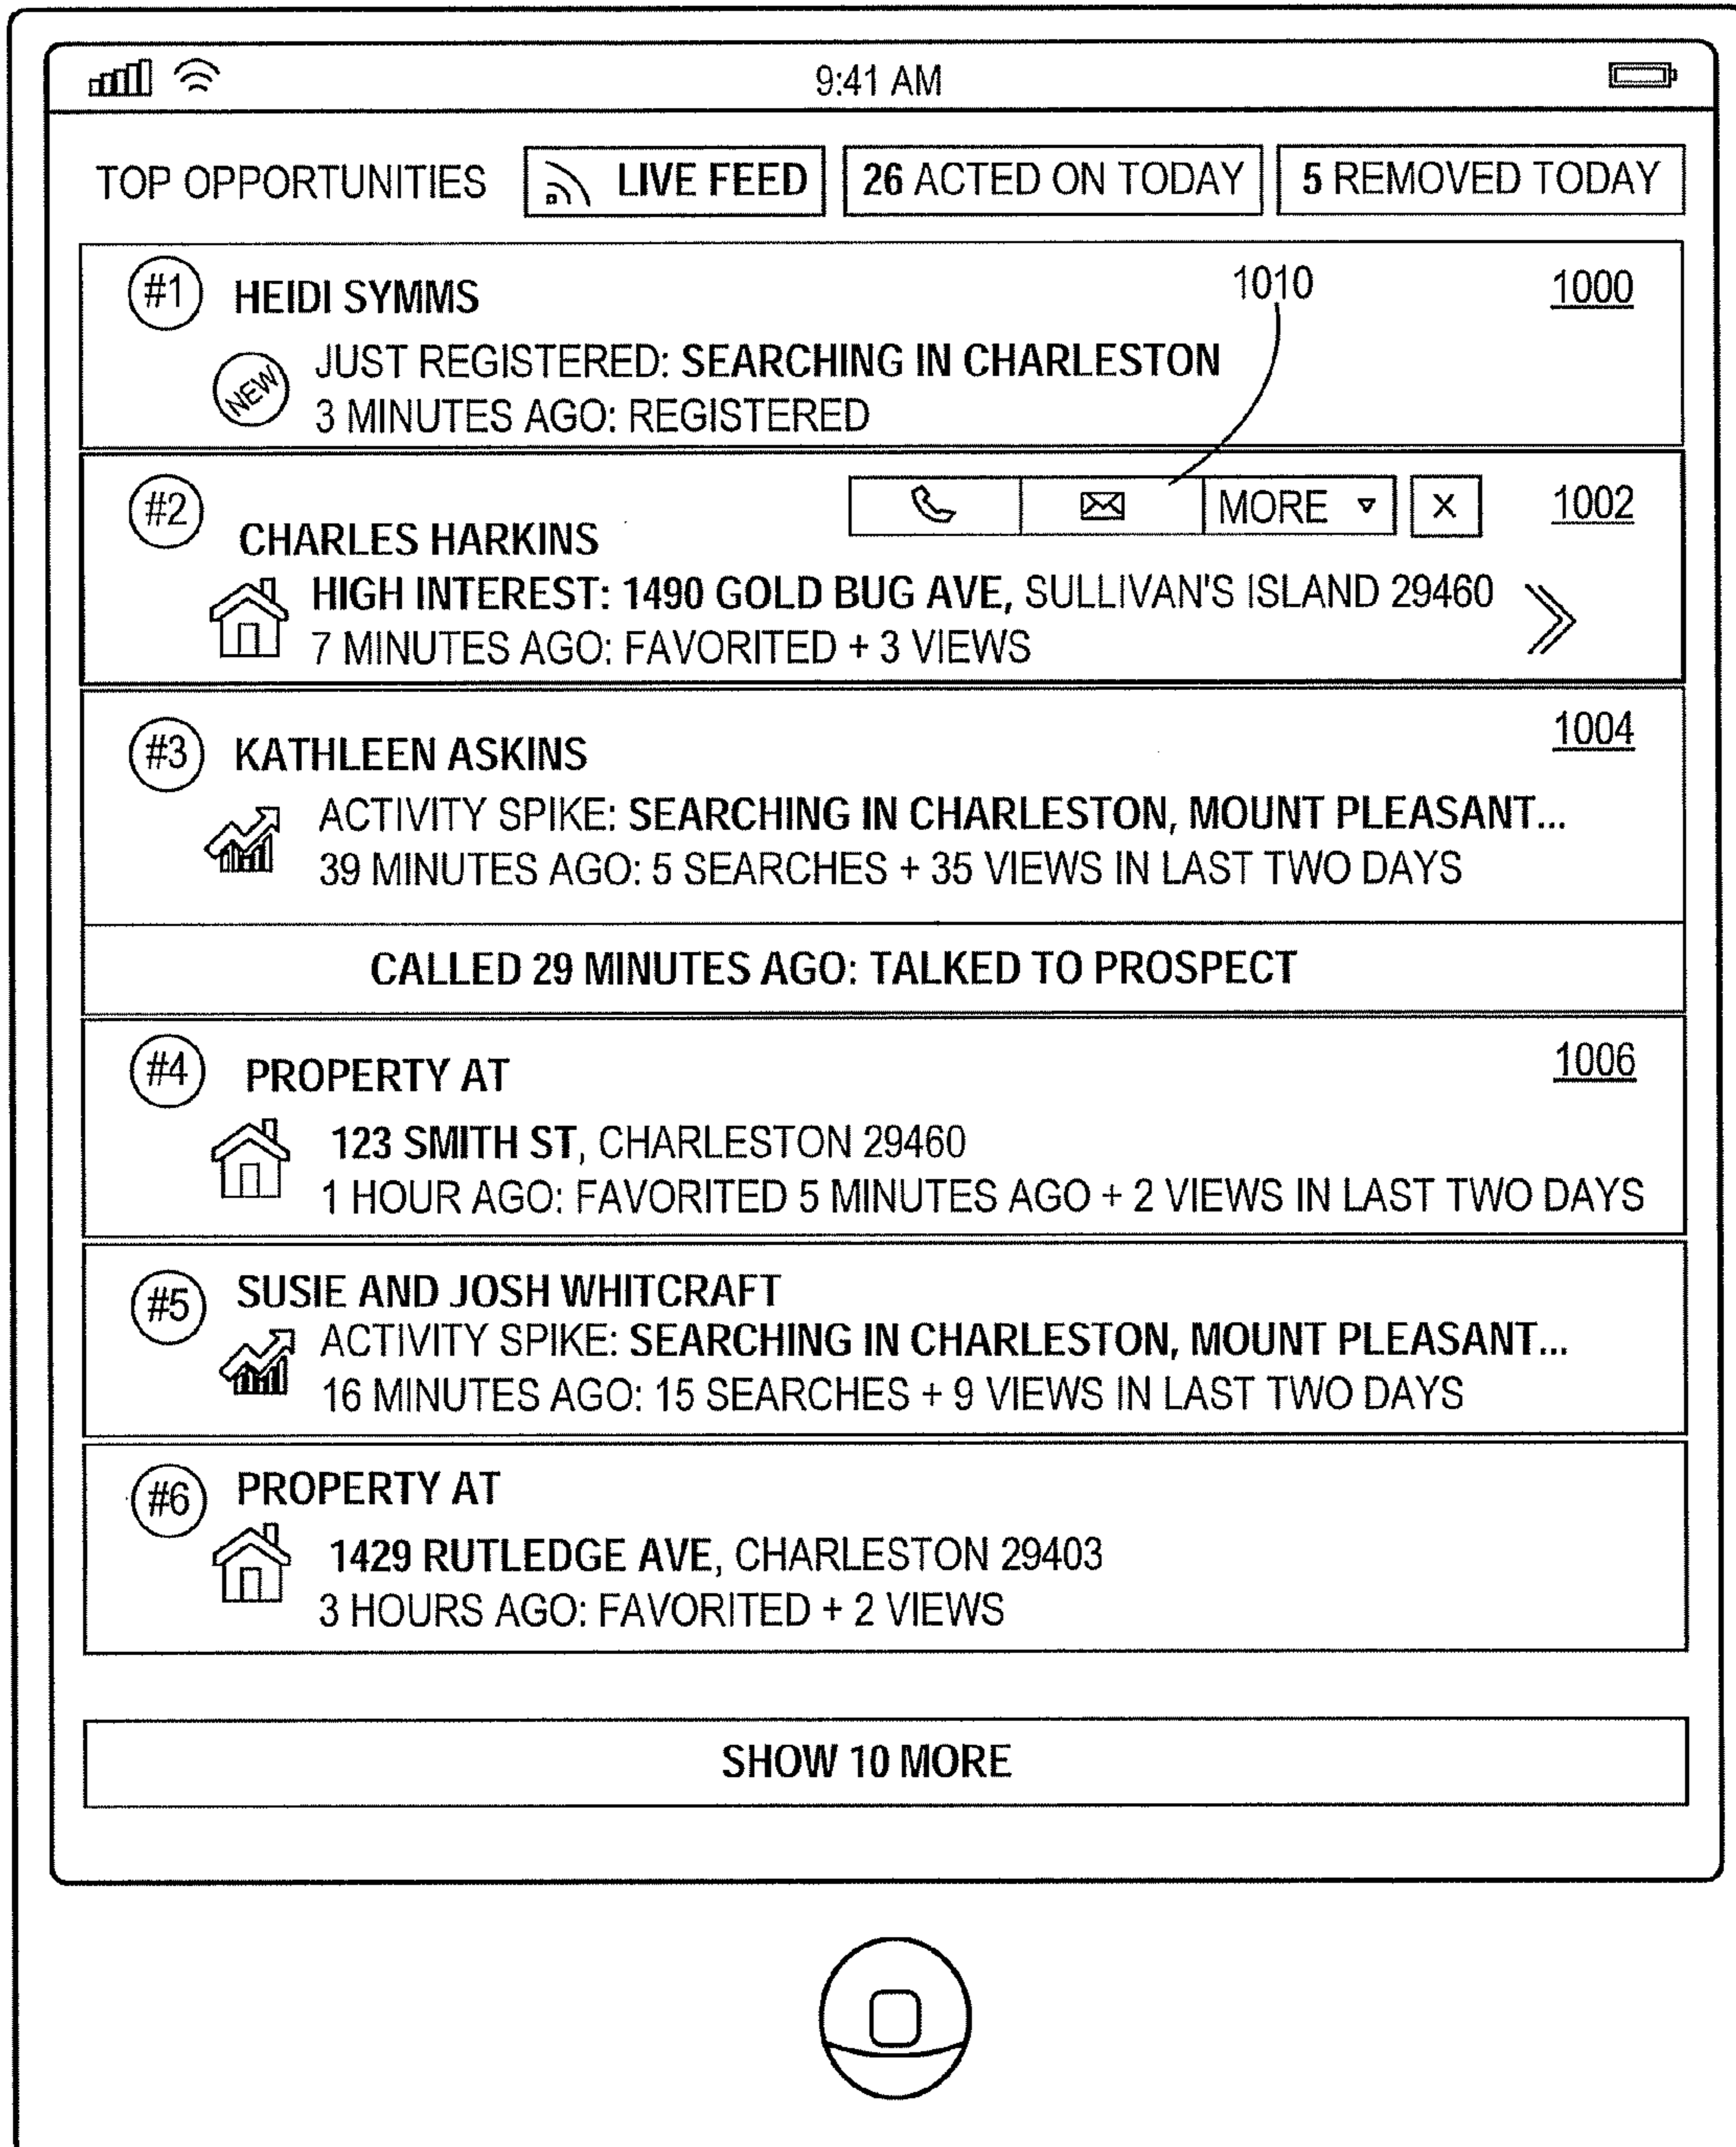 9:41 AM
TOP OPPORTUNITIES LIVE FEED 26 ACTED ON TODAY 5 REMOVED TODAY
#1 HEIDI SYMMS 1010 1000
NEW JUST REGISTERED: SEARCHING IN CHARLESTON
3 MINUTES AGO: REGISTERED
#2 MORE X 1002
CHARLES HARKINS
HIGH INTEREST: 1490 GOLD BUG AVE, SULLIVAN'S ISLAND 29460
7 MINUTES AGO: FAVORITED + 3 VIEWS
#3 KATHLEEN ASKINS 1004
ACTIVITY SPIKE: SEARCHING IN CHARLESTON, MOUNT PLEASANT...
39 MINUTES AGO: 5 SEARCHES + 35 VIEWS IN LAST TWO DAYS
CALLED 29 MINUTES AGO: TALKED TO PROSPECT
#4 PROPERTY AT 1006
123 SMITH ST, CHARLESTON 29460
1 HOUR AGO: FAVORITED 5 MINUTES AGO + 2 VIEWS IN LAST TWO DAYS
#5 SUSIE AND JOSH WHITCRAFT
ACTIVITY SPIKE: SEARCHING IN CHARLESTON, MOUNT PLEASANT...
16 MINUTES AGO: 15 SEARCHES + 9 VIEWS IN LAST TWO DAYS
#6 PROPERTY AT
1429 RUTLEDGE AVE, CHARLESTON 29403
3 HOURS AGO: FAVORITED + 2 VIEWS
SHOW 10 MORE